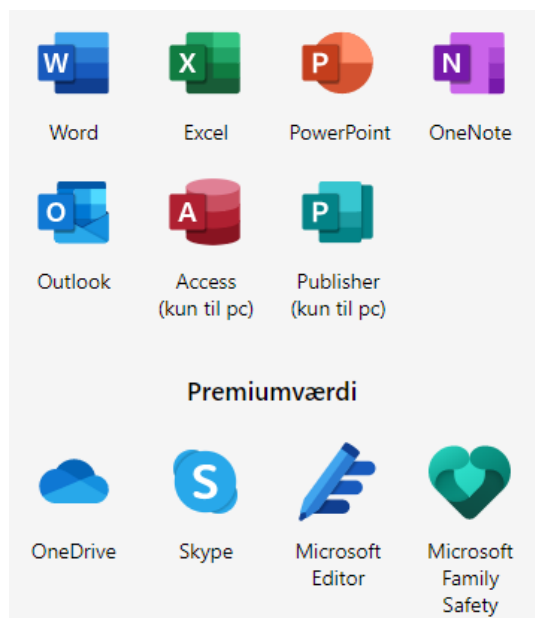 W X P N
Word Excel PowerPoint OneNote
O A P
Outlook Access Publisher
(kun til pc) (kun til pc)
Premiumværdi
S
OneDrive Skype Microsoft Microsoft
Editor Family
Safety